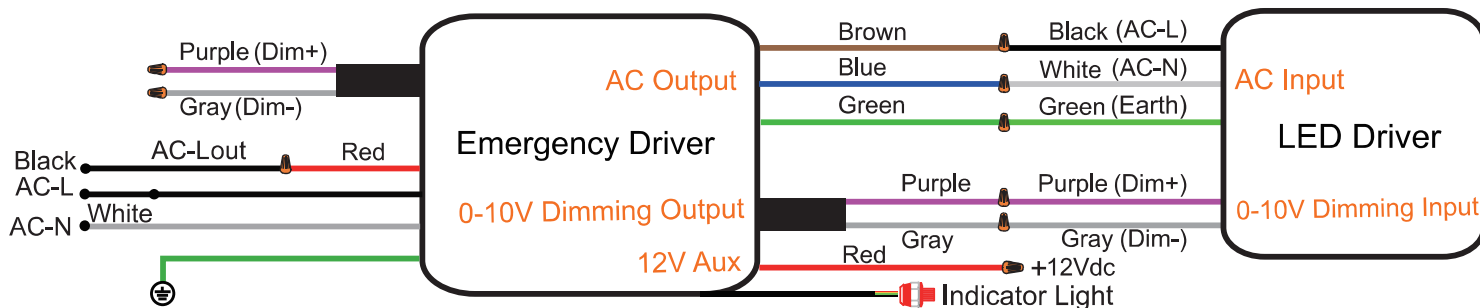 Purple (Dim+)
Gray (Dim-)
Black
AC-Lout
Red
AC-L
White
AC-N
AC Output
Emergency Driver
0-10V Dimming Output
12V Aux
Brown
Black (AC-L)
Blue
White (AC-N)
Green
Green (Earth)
Purple
Purple (Dim+)
Gray
Gray (Dim-)
Red
+12Vdc
Indicator Light
AC Input
LED Driver
0-10V Dimming Input